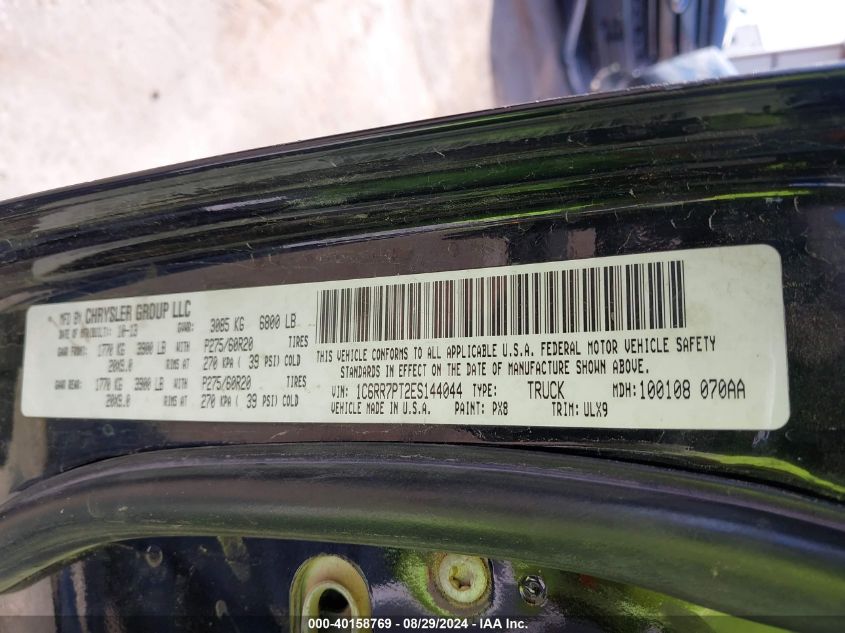 MFD BY CHRYSLER GROUP LLC
DATE OF MFR(BUILT): 10-13 GVWR: 3085 KG 6800 LB
GAWR FRONT: 1770 KG 3900 LB WITH P275/60R20 TIRES
20X9.0 RIMS AT 270 KPA ( 39 PSI) COLD
GAWR REAR: 1770 KG 3900 LB WITH P275/60R20 TIRES
20X9.0 RIMS AT 270 KPA ( 39 PSI) COLD
THIS VEHICLE CONFORMS TO ALL APPLICABLE U.S.A. FEDERAL MOTOR VEHICLE SAFETY
STANDARDS IN EFFECT ON THE DATE OF MANUFACTURE SHOWN ABOVE.
VIN: 1C6RR7PT2ES144044 TYPE: TRUCK MDH:100108 070AA
VEHICLE MADE IN U.S.A. PAINT: PX8 TRIM: ULX9
000-40158769 - 08/29/2024 - IAA Inc.